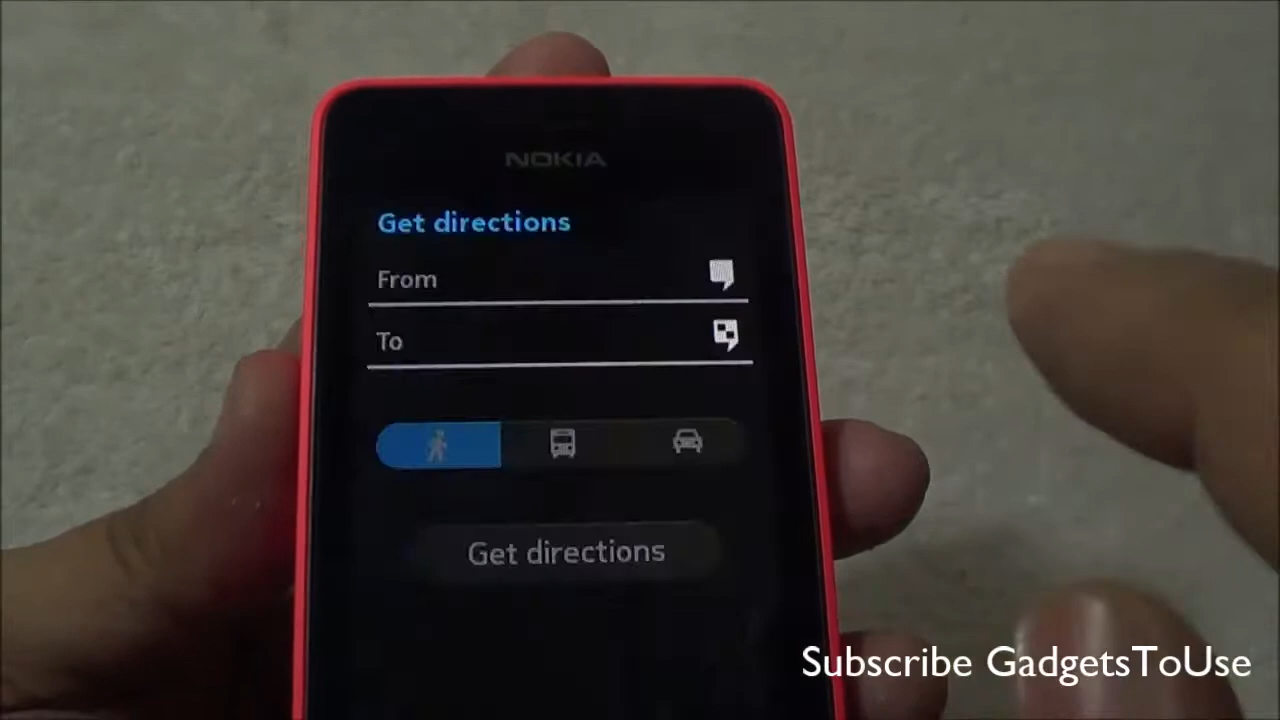 NOKIA
Get directions
From
To
Get directions
Subscribe GadgetsToUse